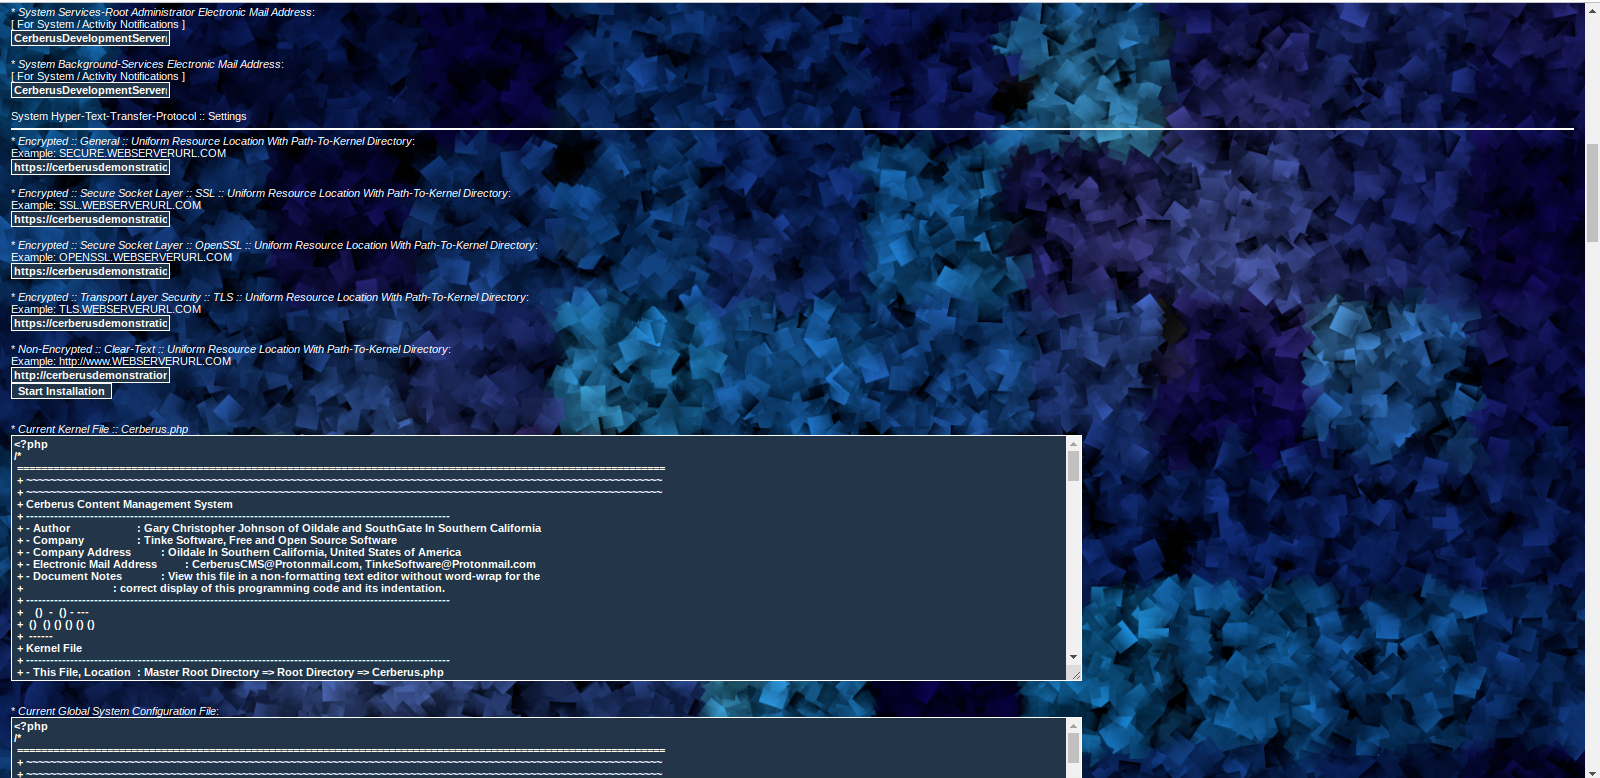 * System Services-Root Administrator Electronic Mail Address:
[ For System / Activity Notifications ]
CerberusDevelopmentServer
* System Background-Services Electronic Mail Address:
[ For System / Activity Notifications ]
CerberusDevelopmentServer
System Hyper-Text-Transfer-Protocol :: Settings
* Encrypted :: General :: Uniform Resource Location With Path-To-Kernel Directory:
Example: SECURE.WEBSERVERURL.COM
https://cerberusdemonstratic
* Encrypted :: Secure Socket Layer :: SSL :: Uniform Resource Location With Path-To-Kernel Directory:
Example: SSL.WEBSERVERURL.COM
https://cerberusdemonstratic
* Encrypted :: Secure Socket Layer :: OpenSSL :: Uniform Resource Location With Path-To-Kernel Directory:
Example: OPENSSL.WEBSERVERURL.COM
https://cerberusdemonstratic
* Encrypted :: Transport Layer Security :: TLS :: Uniform Resource Location With Path-To-Kernel Directory:
Example: TLS.WEBSERVERURL.COM
https://cerberusdemonstratic
* Non-Encrypted :: Clear-Text :: Uniform Resource Location With Path-To-Kernel Directory:
Example: http://www.WEBSERVERURL.COM
http://cerberusdemonstration
Start Installation
* Current Kernel File :: Cerberus.php
<?php
/*
============================================================================================================
+ ~~~~~~~~~~~~~~~~~~~~~~~~~~~~~~~~~~~~~~~~~~~~~~~~~~~~~~~~~~~~~~~~~~~~~~~~~~~~~~~~~~~~~~~~~~~~~~~~~~~~~~~~~~
+ ~~~~~~~~~~~~~~~~~~~~~~~~~~~~~~~~~~~~~~~~~~~~~~~~~~~~~~~~~~~~~~~~~~~~~~~~~~~~~~~~~~~~~~~~~~~~~~~~~~~~~~~~~~
+ Cerberus Content Management System
+ ----------------------------------------------------------------------------------------------------------
+ - Author : Gary Christopher Johnson of Oildale and SouthGate In Southern California
+ - Company : Tinke Software, Free and Open Source Software
+ - Company Address : Oildale In Southern California, United States of America
+ - Electronic Mail Address : CerberusCMS@Protonmail.com, TinkeSoftware@Protonmail.com
+ - Document Notes : View this file in a non-formatting text editor without word-wrap for the
+ : correct display of this programming code and its indentation.
+ ----------------------------------------------------------------------------------------------------------
+ () - () - ---
+ () () () () () ()
+ ------
+ Kernel File
+ ----------------------------------------------------------------------------------------------------------
+ - This File, Location : Master Root Directory => Root Directory => Cerberus.php
* Current Global System Configuration File:
<?php
/*
============================================================================================================
+ ~~~~~~~~~~~~~~~~~~~~~~~~~~~~~~~~~~~~~~~~~~~~~~~~~~~~~~~~~~~~~~~~~~~~~~~~~~~~~~~~~~~~~~~~~~~~~~~~~~~~~~~~~~
+ ~~~~~~~~~~~~~~~~~~~~~~~~~~~~~~~~~~~~~~~~~~~~~~~~~~~~~~~~~~~~~~~~~~~~~~~~~~~~~~~~~~~~~~~~~~~~~~~~~~~~~~~~~~